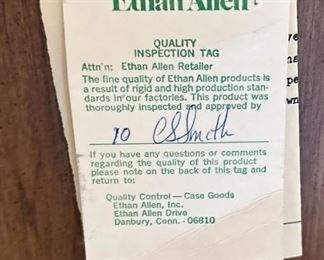 Ethan Allen
QUALITY
INSPECTION TAG
Attn'n: Ethan Allen Retailer
The fine quality of Ethan Allen products is
a result of rigid and high production stan-
dards in our factories. This product was
thoroughly inspected and approved by
10 CSSmith
If you have any questions or comments
regarding the quality of this product
please note on the back of this tag and
return to:
Quality Control — Case Goods
Ethan Allen, Inc.
Ethan Allen Drive
Danbury, Conn. - 06810